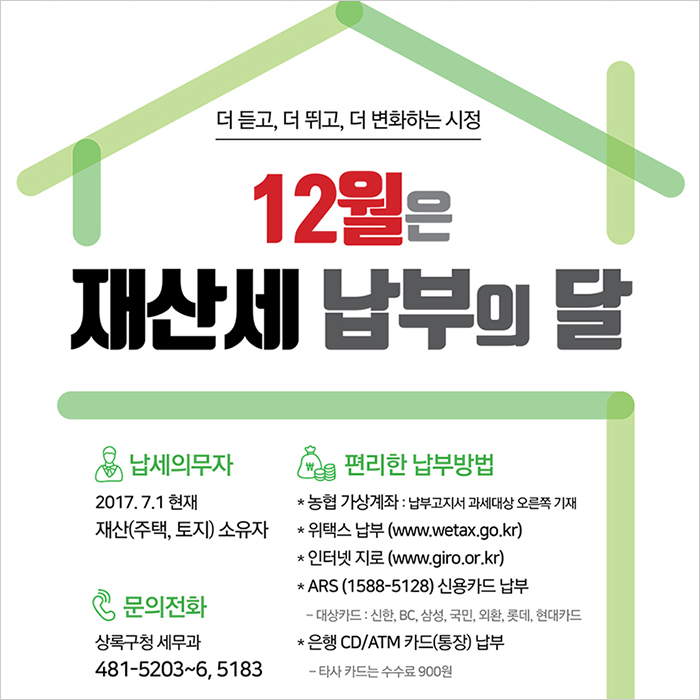 더 듣고, 더 뛰고, 더 변화하는 시정
12월은
재산세 납부의 달
납세의무자
2017. 7.1 현재
재산(주택, 토지) 소유자
문의전화
상록구청 세무과
481-5203~6, 5183
₩
편리한 납부방법
* 농협 가상계좌 : 납부고지서 과세대상 오른쪽 기재
* 위택스 납부 (www.wetax.go.kr)
* 인터넷 지로 (www.giro.or.kr)
* ARS (1588-5128) 신용카드 납부
- 대상카드 : 신한, BC, 삼성, 국민, 외환, 롯데, 현대카드
* 은행 CD/ATM 카드(통장) 납부
- 타사 카드는 수수료 900원